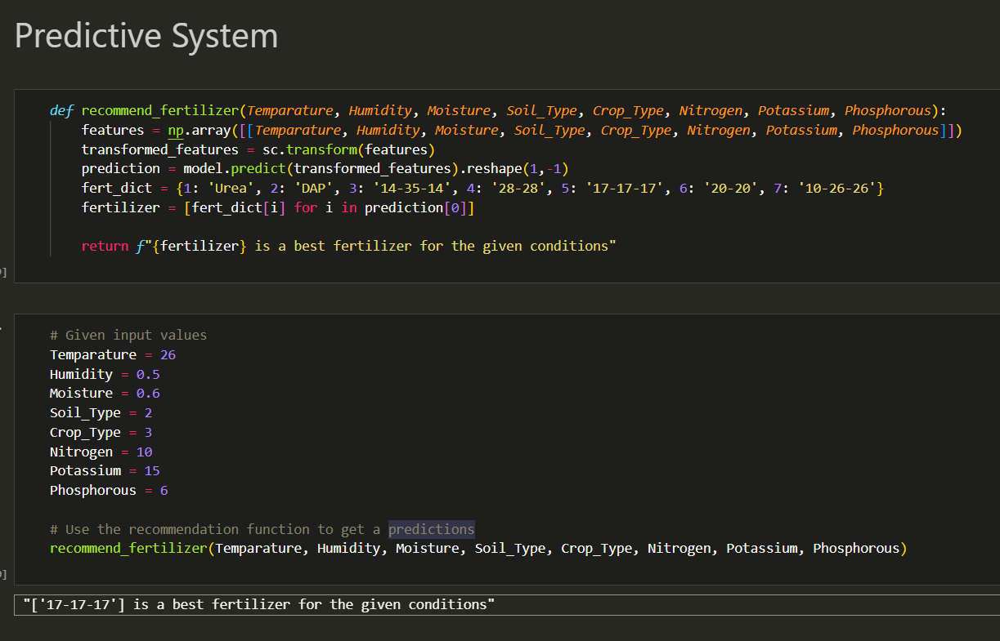 Predictive System
def recommend_fertilizer(Temparature, Humidity, Moisture, Soil_Type, Crop_Type, Nitrogen, Potassium, Phosphorous):
features = np.array([[Temparature, Humidity, Moisture, Soil_Type, Crop_Type, Nitrogen, Potassium, Phosphorous]])
transformed_features = sc.transform(features)
prediction = model.predict(transformed_features).reshape(1,-1)
fert_dict = {1: 'Urea', 2: 'DAP', 3: '14-35-14', 4: '28-28', 5: '17-17-17', 6: '20-20', 7: '10-26-26'}
fertilizer = [fert_dict[i] for i in prediction[0]]
return f"{fertilizer} is a best fertilizer for the given conditions"
]
# Given input values
Temparature = 26
Humidity = 0.5
Moisture = 0.6
Soil_Type = 2
Crop_Type = 3
Nitrogen = 10
Potassium = 15
Phosphorous = 6
# Use the recommendation function to get a predictions
recommend_fertilizer(Temparature, Humidity, Moisture, Soil_Type, Crop_Type, Nitrogen, Potassium, Phosphorous)
]
"['17-17-17'] is a best fertilizer for the given conditions"